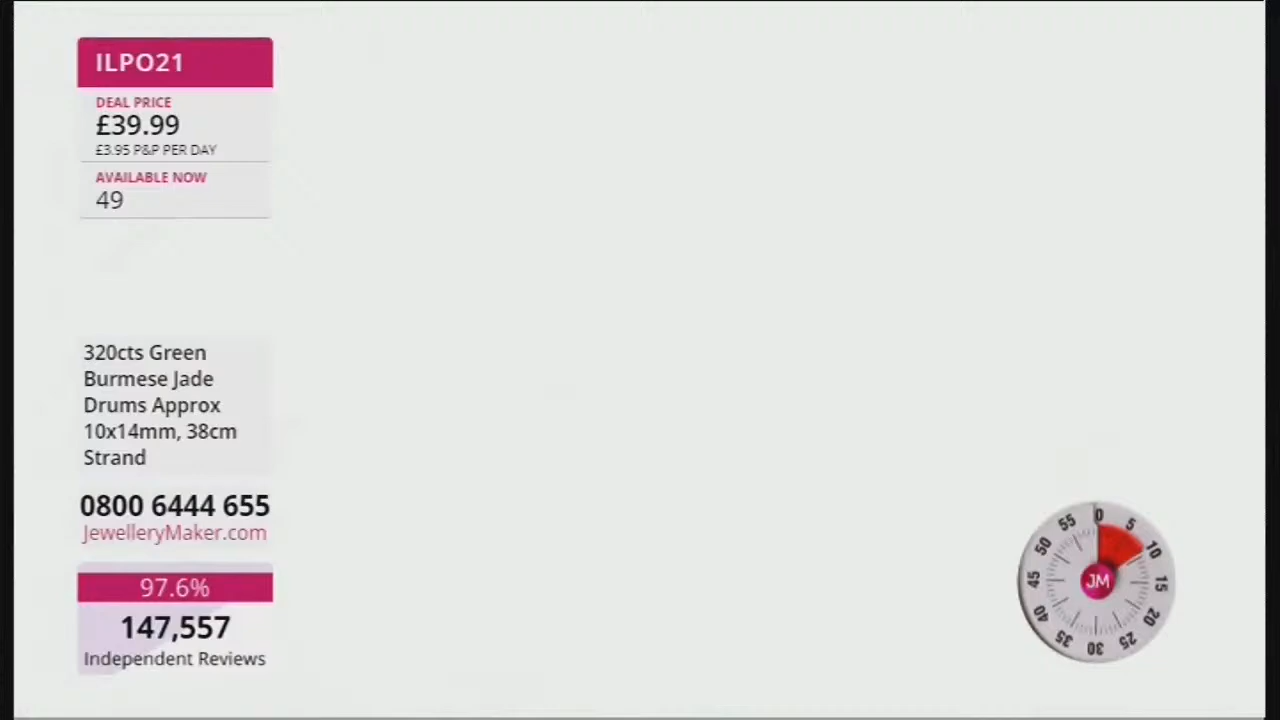 ILPO21
DEAL PRICE
£39.99
£3.95 P&P PER DAY
AVAILABLE NOW
49
320cts Green
Burmese Jade
Drums Approx
10x14mm, 38cm
Strand
0800 6444 655
JewelleryMaker.com
97.6%
147,557
Independent Reviews
0
5
10
15
20
25
30
35
40
45
50
55
JM